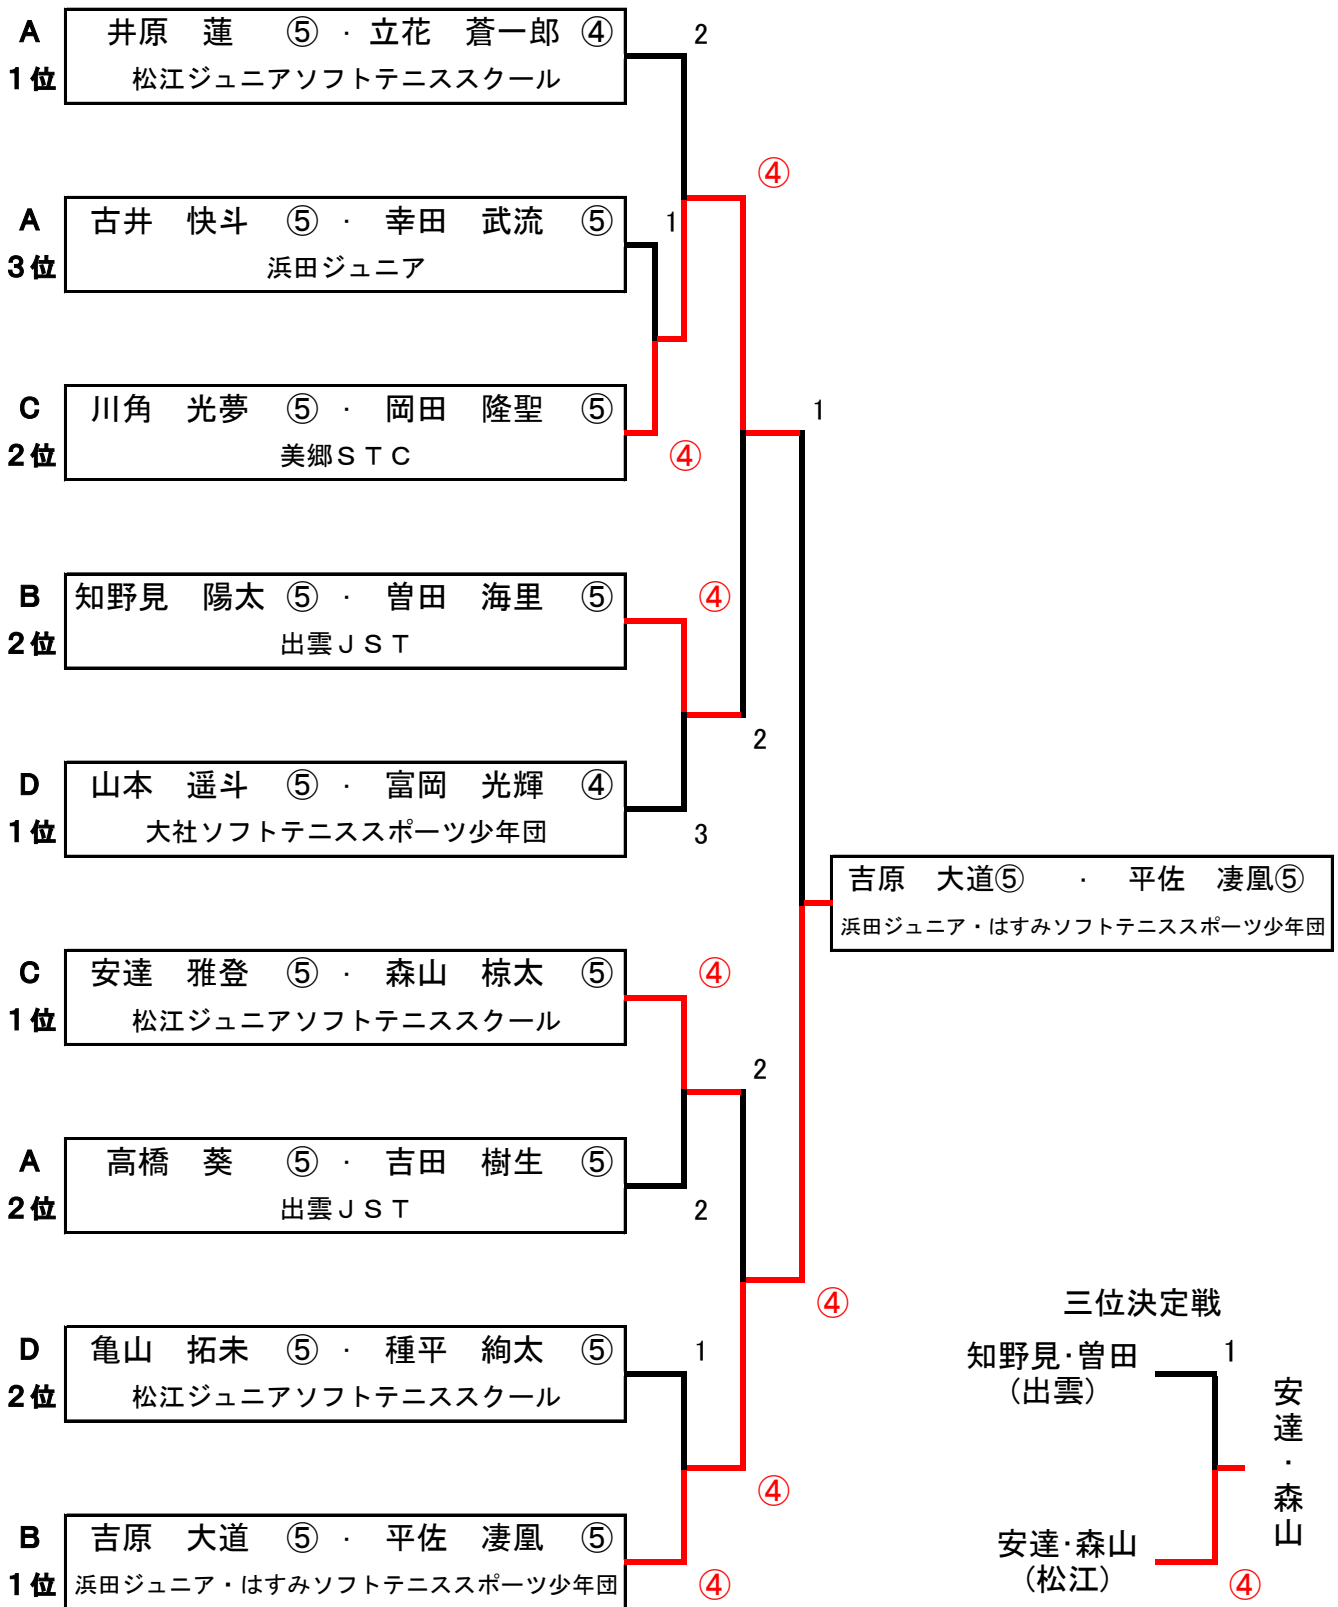 A
1位
井原　蓮　⑤ ・ 立花　蒼一郎 ④
松江ジュニアソフトテニススクール
2
④
A
3位
古井　快斗　⑤ ・ 幸田　武流　⑤
浜田ジュニア
1
C
2位
川角　光夢　⑤ ・ 岡田　隆聖　⑤
美郷ＳＴＣ
④
1
B
2位
知野見　陽太 ⑤ ・ 曽田　海里　⑤
出雲ＪＳＴ
④
2
D
1位
山本　遥斗　⑤ ・ 富岡　光輝　④
大社ソフトテニススポーツ少年団
3
吉原　大道⑤　・　平佐　凄凰⑤
浜田ジュニア・はすみソフトテニススポーツ少年団
C
1位
安達　雅登　⑤ ・ 森山　椋太　⑤
松江ジュニアソフトテニススクール
④
2
A
2位
高橋　葵　⑤ ・ 吉田　樹生　⑤
出雲ＪＳＴ
2
④
D
2位
亀山　拓未　⑤ ・ 種平　絢太　⑤
松江ジュニアソフトテニススクール
1
④
B
1位
吉原　大道　⑤ ・ 平佐　凄凰　⑤
浜田ジュニア・はすみソフトテニススポーツ少年団
④
三位決定戦
知野見・曽田
（出雲）
1
安達・森山
安達・森山
（松江）
④